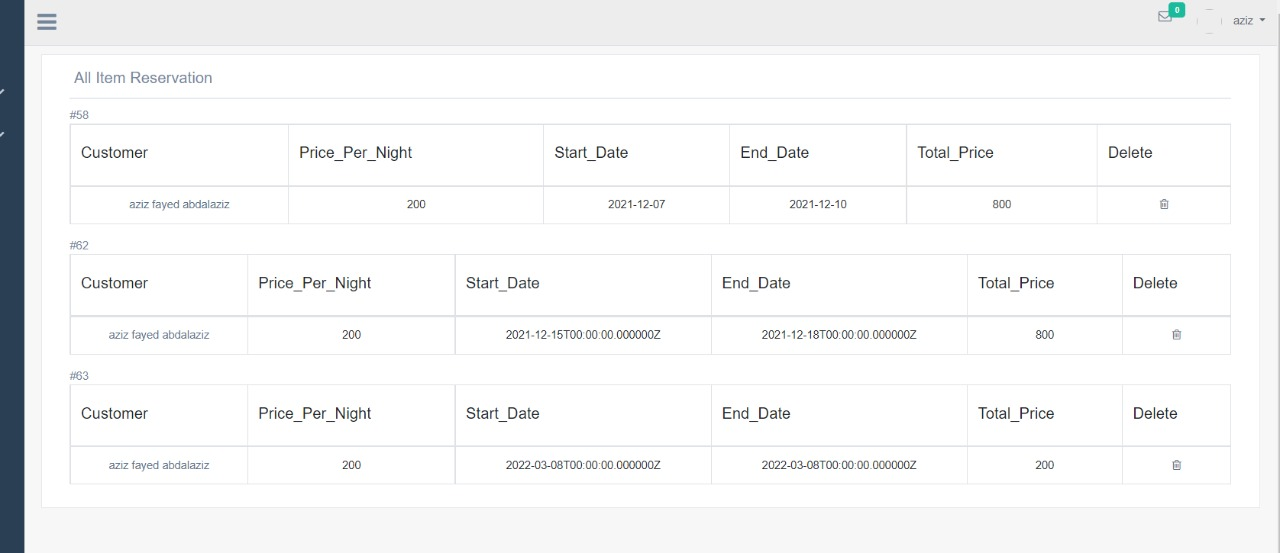 0
aziz
All Item Reservation
#58
Customer Price_Per_Night Start_Date End_Date Total_Price Delete
aziz fayed abdalaziz 200 2021-12-07 2021-12-10 800
#62
Customer Price_Per_Night Start_Date End_Date Total_Price Delete
aziz fayed abdalaziz 200 2021-12-15T00:00:00.000000Z 2021-12-18T00:00:00.000000Z 800
#63
Customer Price_Per_Night Start_Date End_Date Total_Price Delete
aziz fayed abdalaziz 200 2022-03-08T00:00:00.000000Z 2022-03-08T00:00:00.000000Z 200